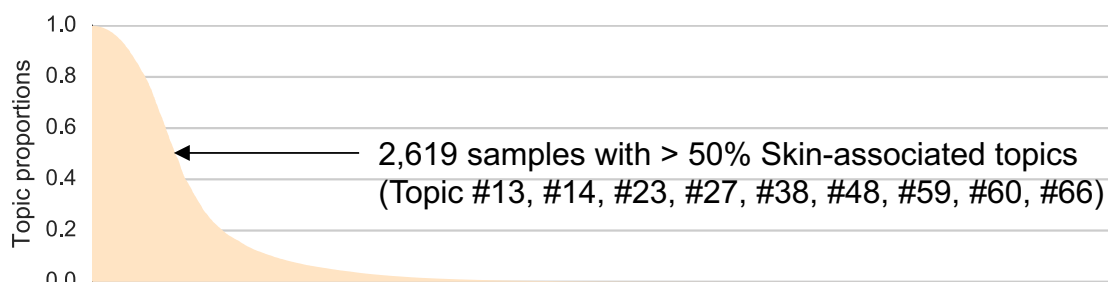 1.0
0.8
0.6
0.4
0.2
0.0
Topic proportions
2,619 samples with > 50% Skin-associated topics
(Topic #13, #14, #23, #27, #38, #48, #59, #60, #66)